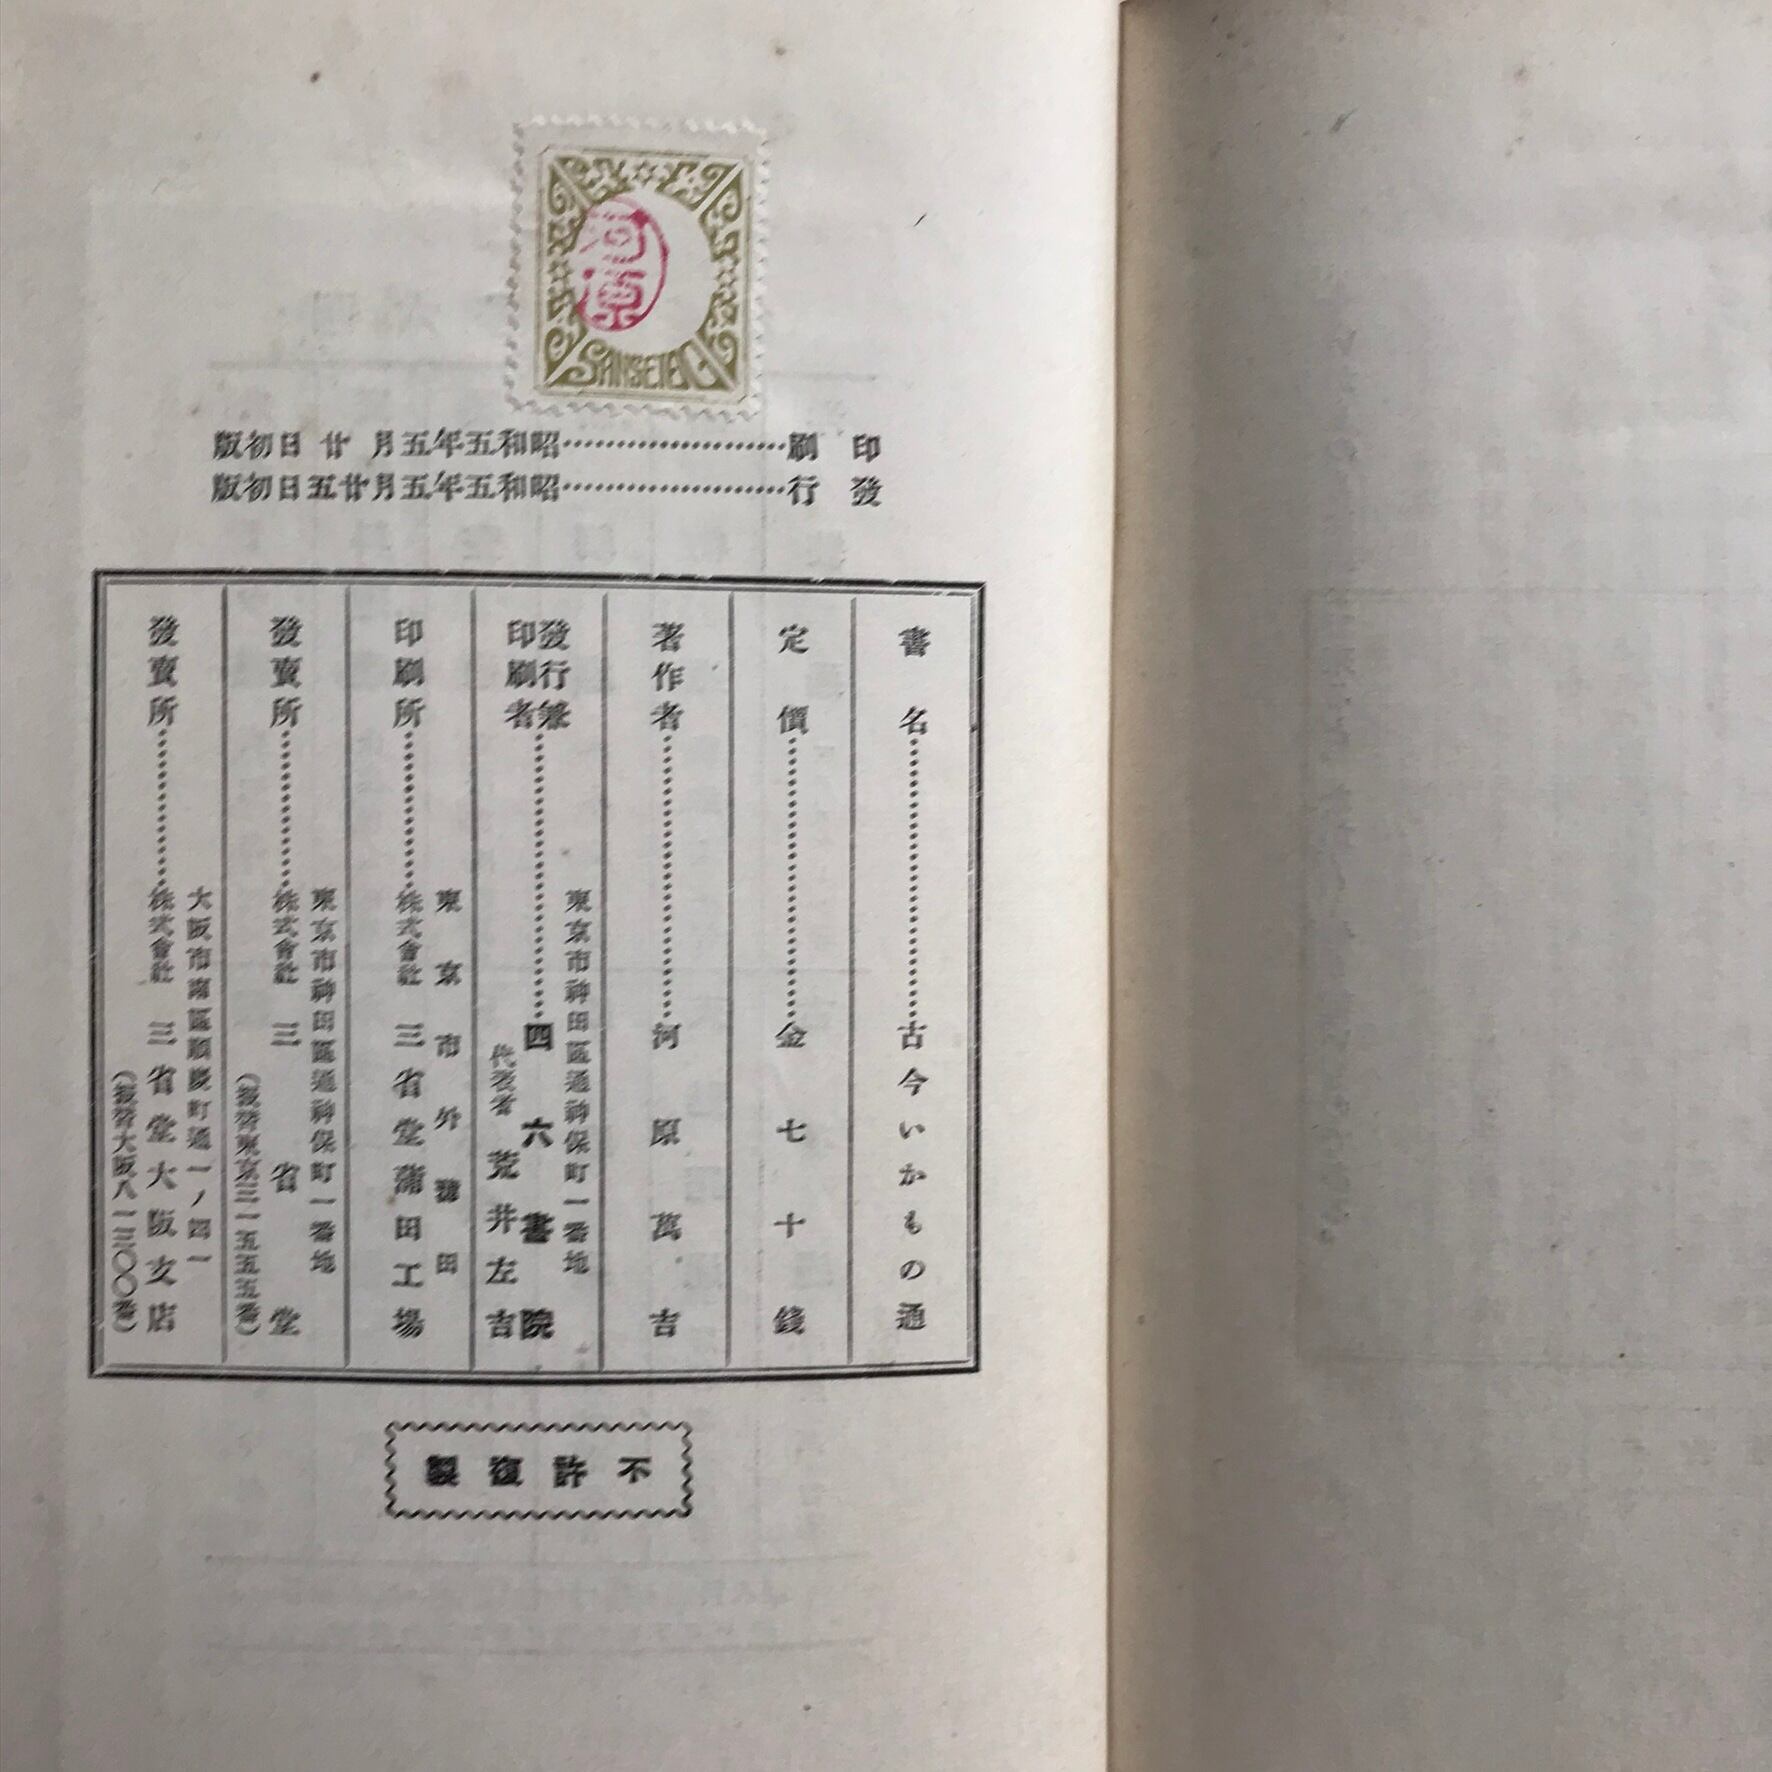 SANSEIDO
印刷…………………昭和五年五月廿日初版
發行…………………昭和五年五月廿五日初版
書名………………………古今いかもの通
定價………………………金七十錢
著作者………………………河原萬吉
發行兼印刷者………………………東京市神田區通神保町一番地
四六書院
代表者 荒井左吉
印刷所……………東京市外蒲田
株式會社 三省堂蒲田工場
發賣所……………東京市神田區通神保町一番地
株式會社 三省堂
(振替東京三一五五五番)
發賣所……………大阪市南區順慶町通一ノ四一
株式會社 三省堂大阪支店
(振替大阪八一三〇〇番)
不許複製